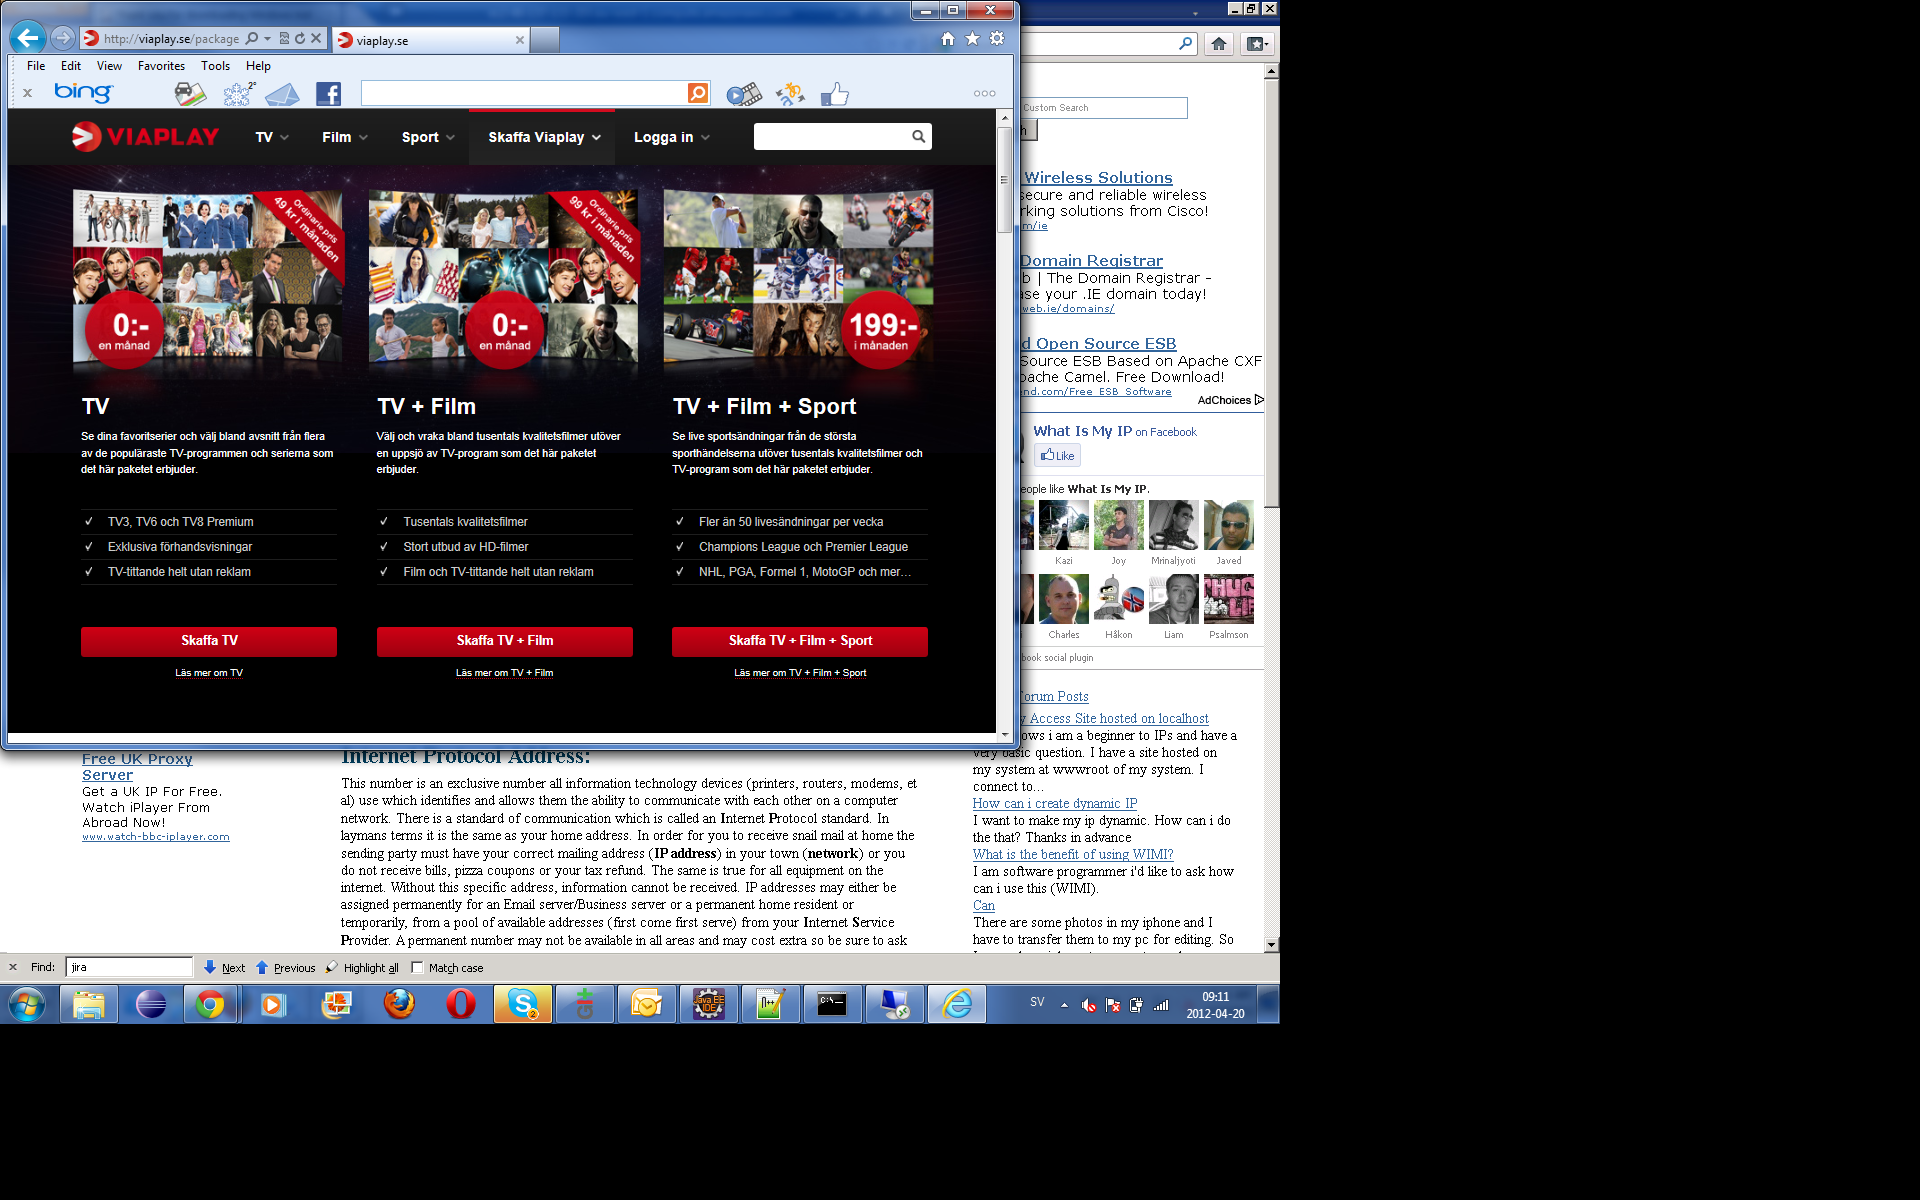 http://viaplay.se/package
viaplay.se
File Edit View Favorites Tools Help
bing
2°
VIAPLAY
TV Film Sport Skaffa Viaplay Logga in
Ordinarie pris
49 kr i månaden
0:-
en månad
Ordinarie pris
99 kr i månaden
0:-
en månad
199:-
i månaden
TV
Se dina favoritserier och välj bland avsnitt från flera
av de populäraste TV-programmen och serierna som
det här paketet erbjuder.
TV3, TV6 och TV8 Premium
Exklusiva förhandsvisningar
TV-tittande helt utan reklam
Skaffa TV
Läs mer om TV
TV + Film
Välj och vraka bland tusentals kvalitetsfilmer utöver
en uppsjö av TV-program som det här paketet
erbjuder.
Tusentals kvalitetsfilmer
Stort utbud av HD-filmer
Film och TV-tittande helt utan reklam
Skaffa TV + Film
Läs mer om TV + Film
TV + Film + Sport
Se live sportsändningar från de största
sporthändelserna utöver tusentals kvalitetsfilmer och
TV-program som det här paketet erbjuder.
Fler än 50 livesändningar per vecka
Champions League och Premier League
NHL, PGA, Formel 1, MotoGP och mer...
Skaffa TV + Film + Sport
Läs mer om TV + Film + Sport
Custom Search
h
Wireless Solutions
secure and reliable wireless
rking solutions from Cisco!
m/ie
Domain Registrar
b | The Domain Registrar -
ase your .IE domain today!
web.ie/domains/
d Open Source ESB
Source ESB Based on Apache CXF
pache Camel. Free Download!
nd.com/Free_ESB_Software
AdChoices
What Is My IP on Facebook
Like
eople like What Is My IP.
Kazi Joy Mrinaljyoti Javed
THUG LIF
Charles Håkon Liam Psalmson
book social plugin
Forum Posts
y Access Site hosted on localhost
ows i am a beginner to IPs and have a
very basic question. I have a site hosted on
my system at wwwroot of my system. I
connect to...
How can i create dynamic IP
I want to make my ip dynamic. How can i do
the that? Thanks in advance
What is the benefit of using WIMI?
I am software programmer i'd like to ask how
can i use this (WIMI).
Can
There are some photos in my iphone and I
have to transfer them to my pc for editing. So
Free UK Proxy
Server
Get a UK IP For Free.
Watch iPlayer From
Abroad Now!
www.watch-bbc-iplayer.com
Internet Protocol Address:
This number is an exclusive number all information technology devices (printers, routers, modems, et
al) use which identifies and allows them the ability to communicate with each other on a computer
network. There is a standard of communication which is called an Internet Protocol standard. In
laymans terms it is the same as your home address. In order for you to receive snail mail at home the
sending party must have your correct mailing address (IP address) in your town (network) or you
do not receive bills, pizza coupons or your tax refund. The same is true for all equipment on the
internet. Without this specific address, information cannot be received. IP addresses may either be
assigned permanently for an Email server/Business server or a permanent home resident or
temporarily, from a pool of available addresses (first come first serve) from your Internet Service
Provider. A permanent number may not be available in all areas and may cost extra so be sure to ask
Find: jira Next Previous Highlight all Match case
2
Git
Java EE
IDE
C:\-
SV
09:11
2012-04-20